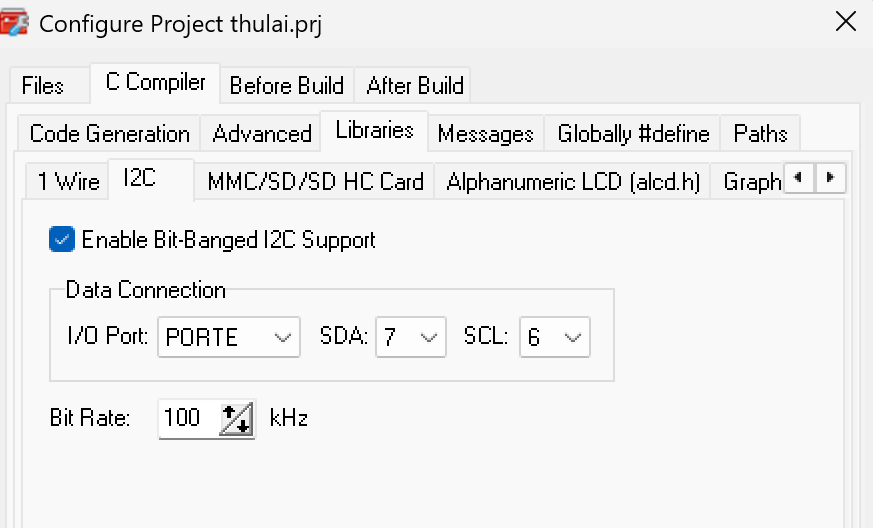 Configure Project thulai.prj
Files C Compiler Before Build After Build
Code Generation Advanced Libraries Messages Globally #define Paths
1 Wire I2C MMC/SD/SD HC Card Alphanumeric LCD (alcd.h) Graph
Enable Bit-Banged I2C Support
Data Connection
I/O Port: PORTE SDA: 7 SCL: 6
Bit Rate: 100 kHz